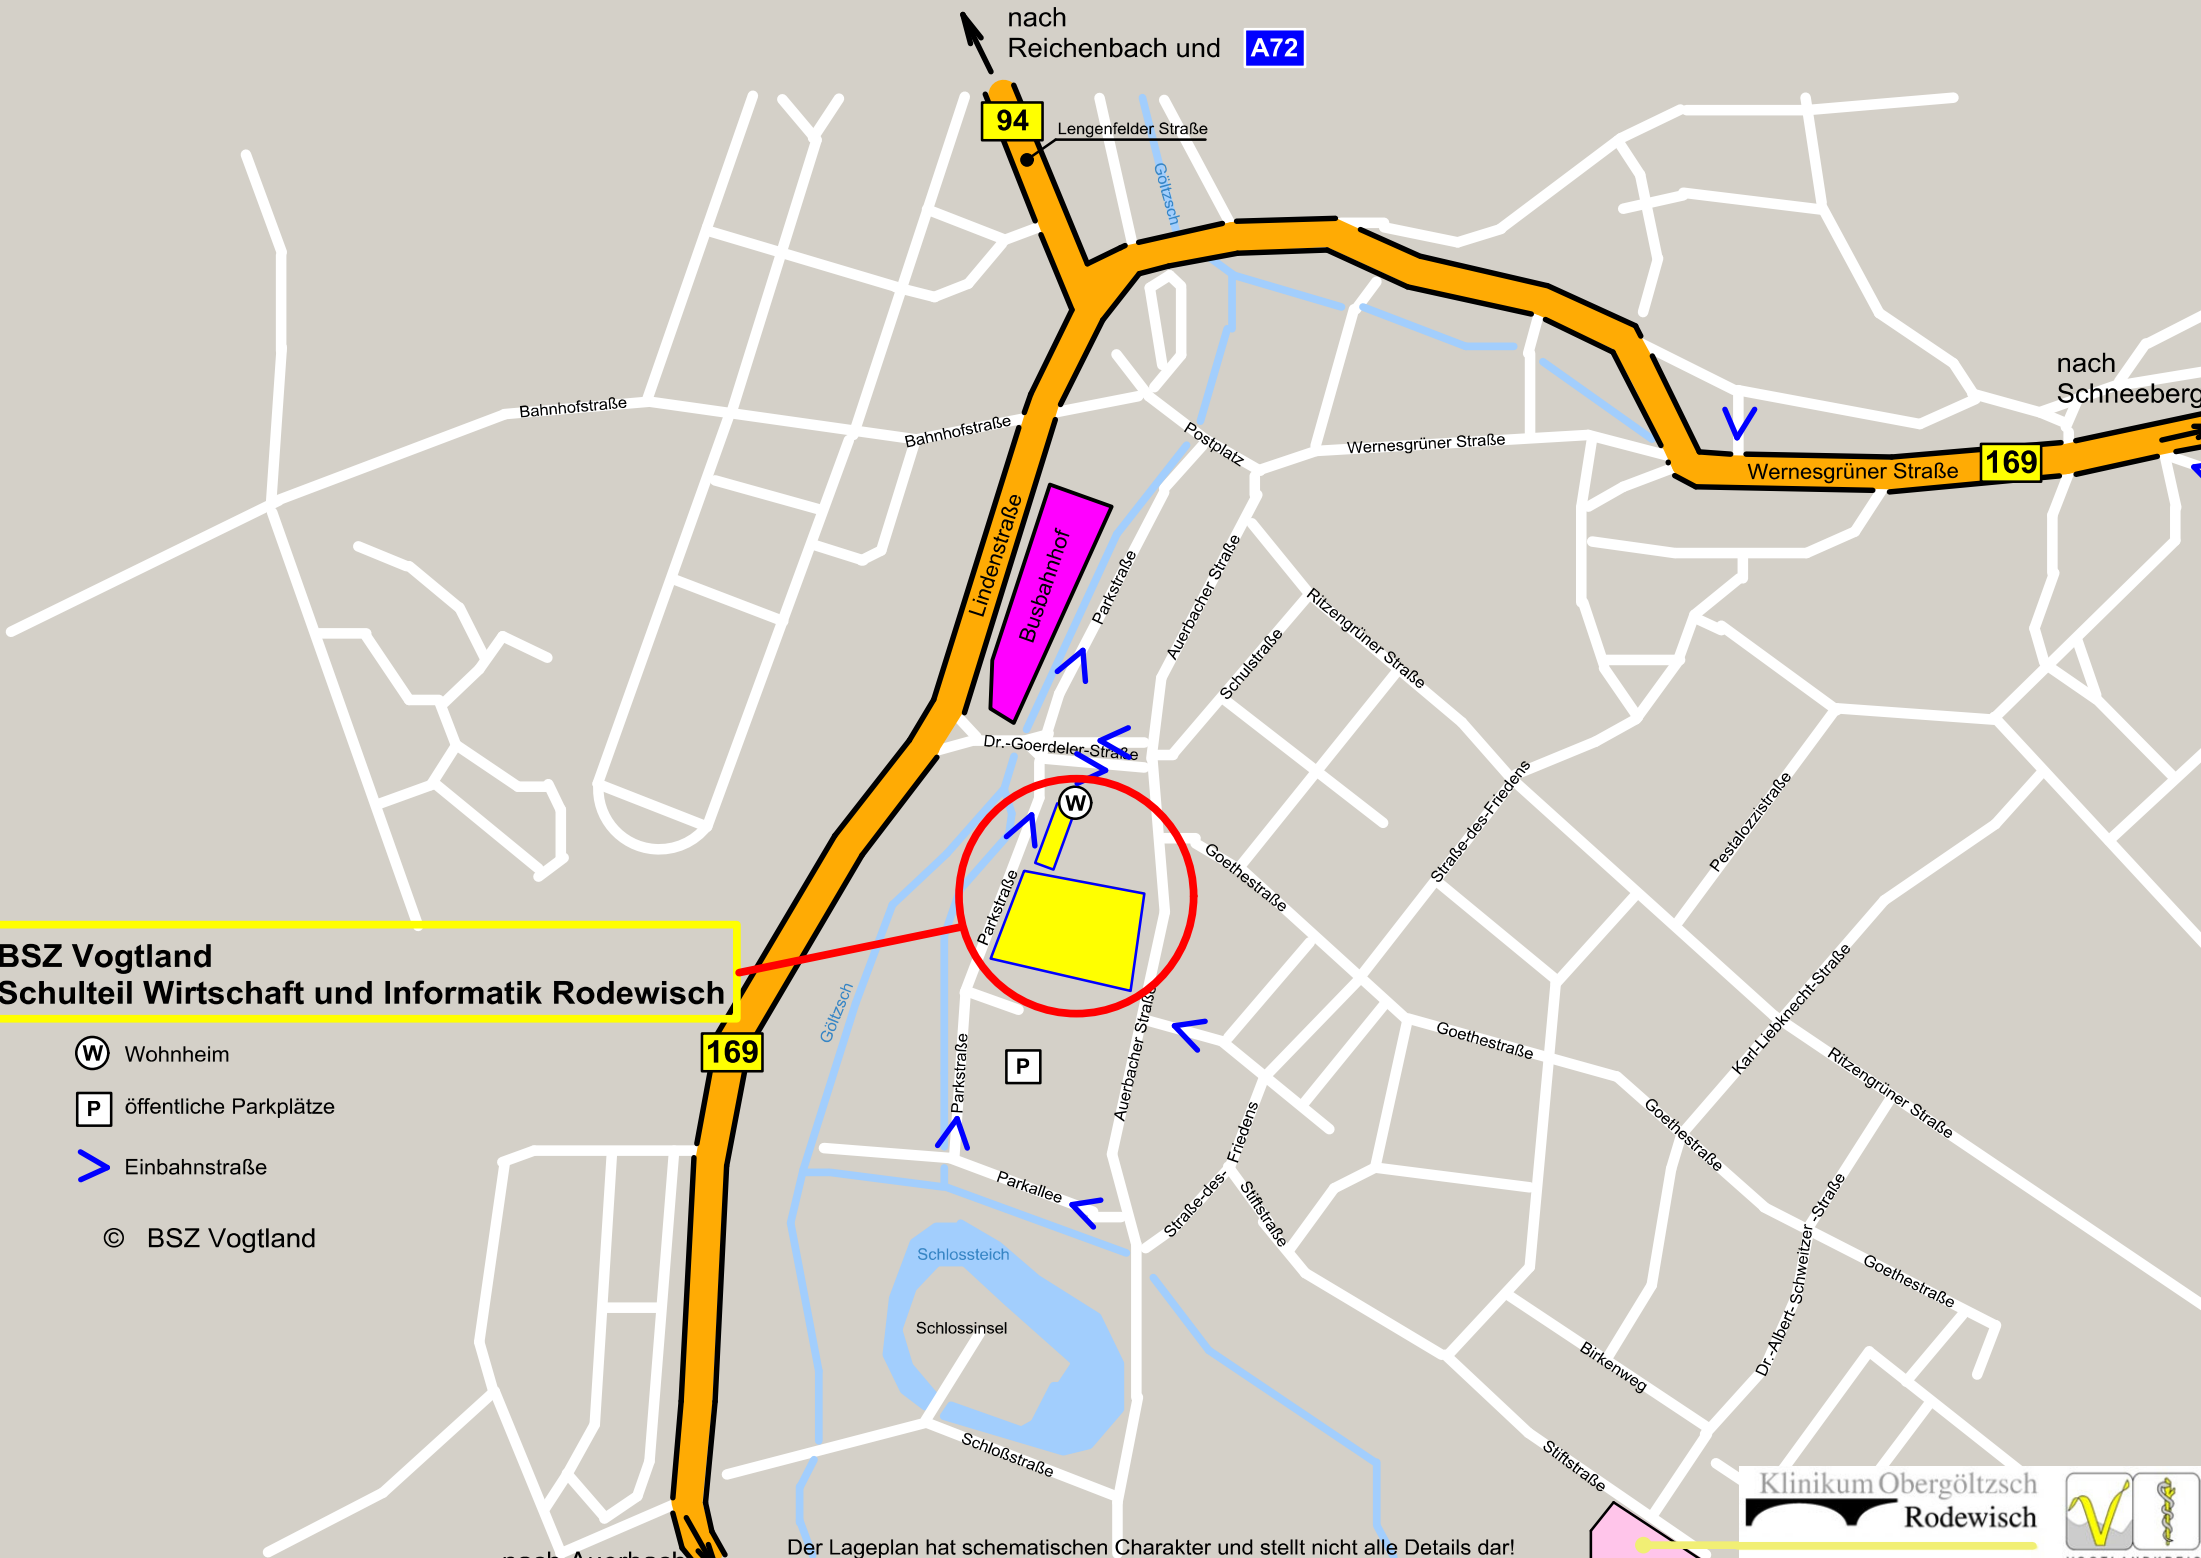 nach
Reichenbach und A72
94
Lengenfelder Straße
Göltzsch
nach
Schneeberg
Bahnhofstraße
Bahnhofstraße
Postplatz
Wernesgrüner Straße
Wernesgrüner Straße
169
Lindenstraße
Busbahnhof
Parkstraße
Auerbacher Straße
Schulstraße
Ritzengrüner Straße
Dr.-Goerdeler-Straße
W
Goethestraße
Straße-des-Friedens
Pestalozzistraße
Parkstraße
BSZ Vogtland
Schulteil Wirtschaft und Informatik Rodewisch
169
Göltzsch
W Wohnheim
P öffentliche Parkplätze
Einbahnstraße
© BSZ Vogtland
Parkstraße
P
Auerbacher Straße
Goethestraße
Karl-Liebknecht-Straße
Ritzengrüner Straße
Goethestraße
Parkallee
Straße-des- Friedens
Stiftstraße
Dr.-Albert- Schweitzer -Straße
Goethestraße
Schlossteich
Schlossinsel
Birkenweg
Schloßstraße
Stiftstraße
Klinikum Obergöltzsch
Rodewisch
Der Lageplan hat schematischen Charakter und stellt nicht alle Details dar!
nach Auerbach